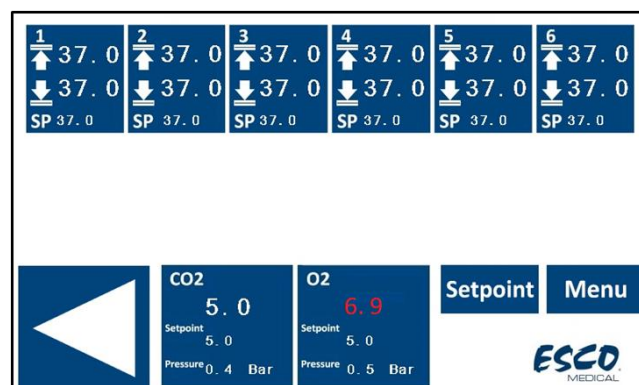 1 2 3 4 5 6
37.0 37.0 37.0 37.0 37.0 37.0
37.0 37.0 37.0 37.0 37.0 37.0
SP 37.0 SP 37.0 SP 37.0 SP 37.0 SP 37.0 SP 37.0
CO2
5.0
Setpoint
5.0
Pressure 0.4 Bar
O2
6.9
Setpoint
5.0
Pressure 0.5 Bar
Setpoint
Menu
ESCO
MEDICAL